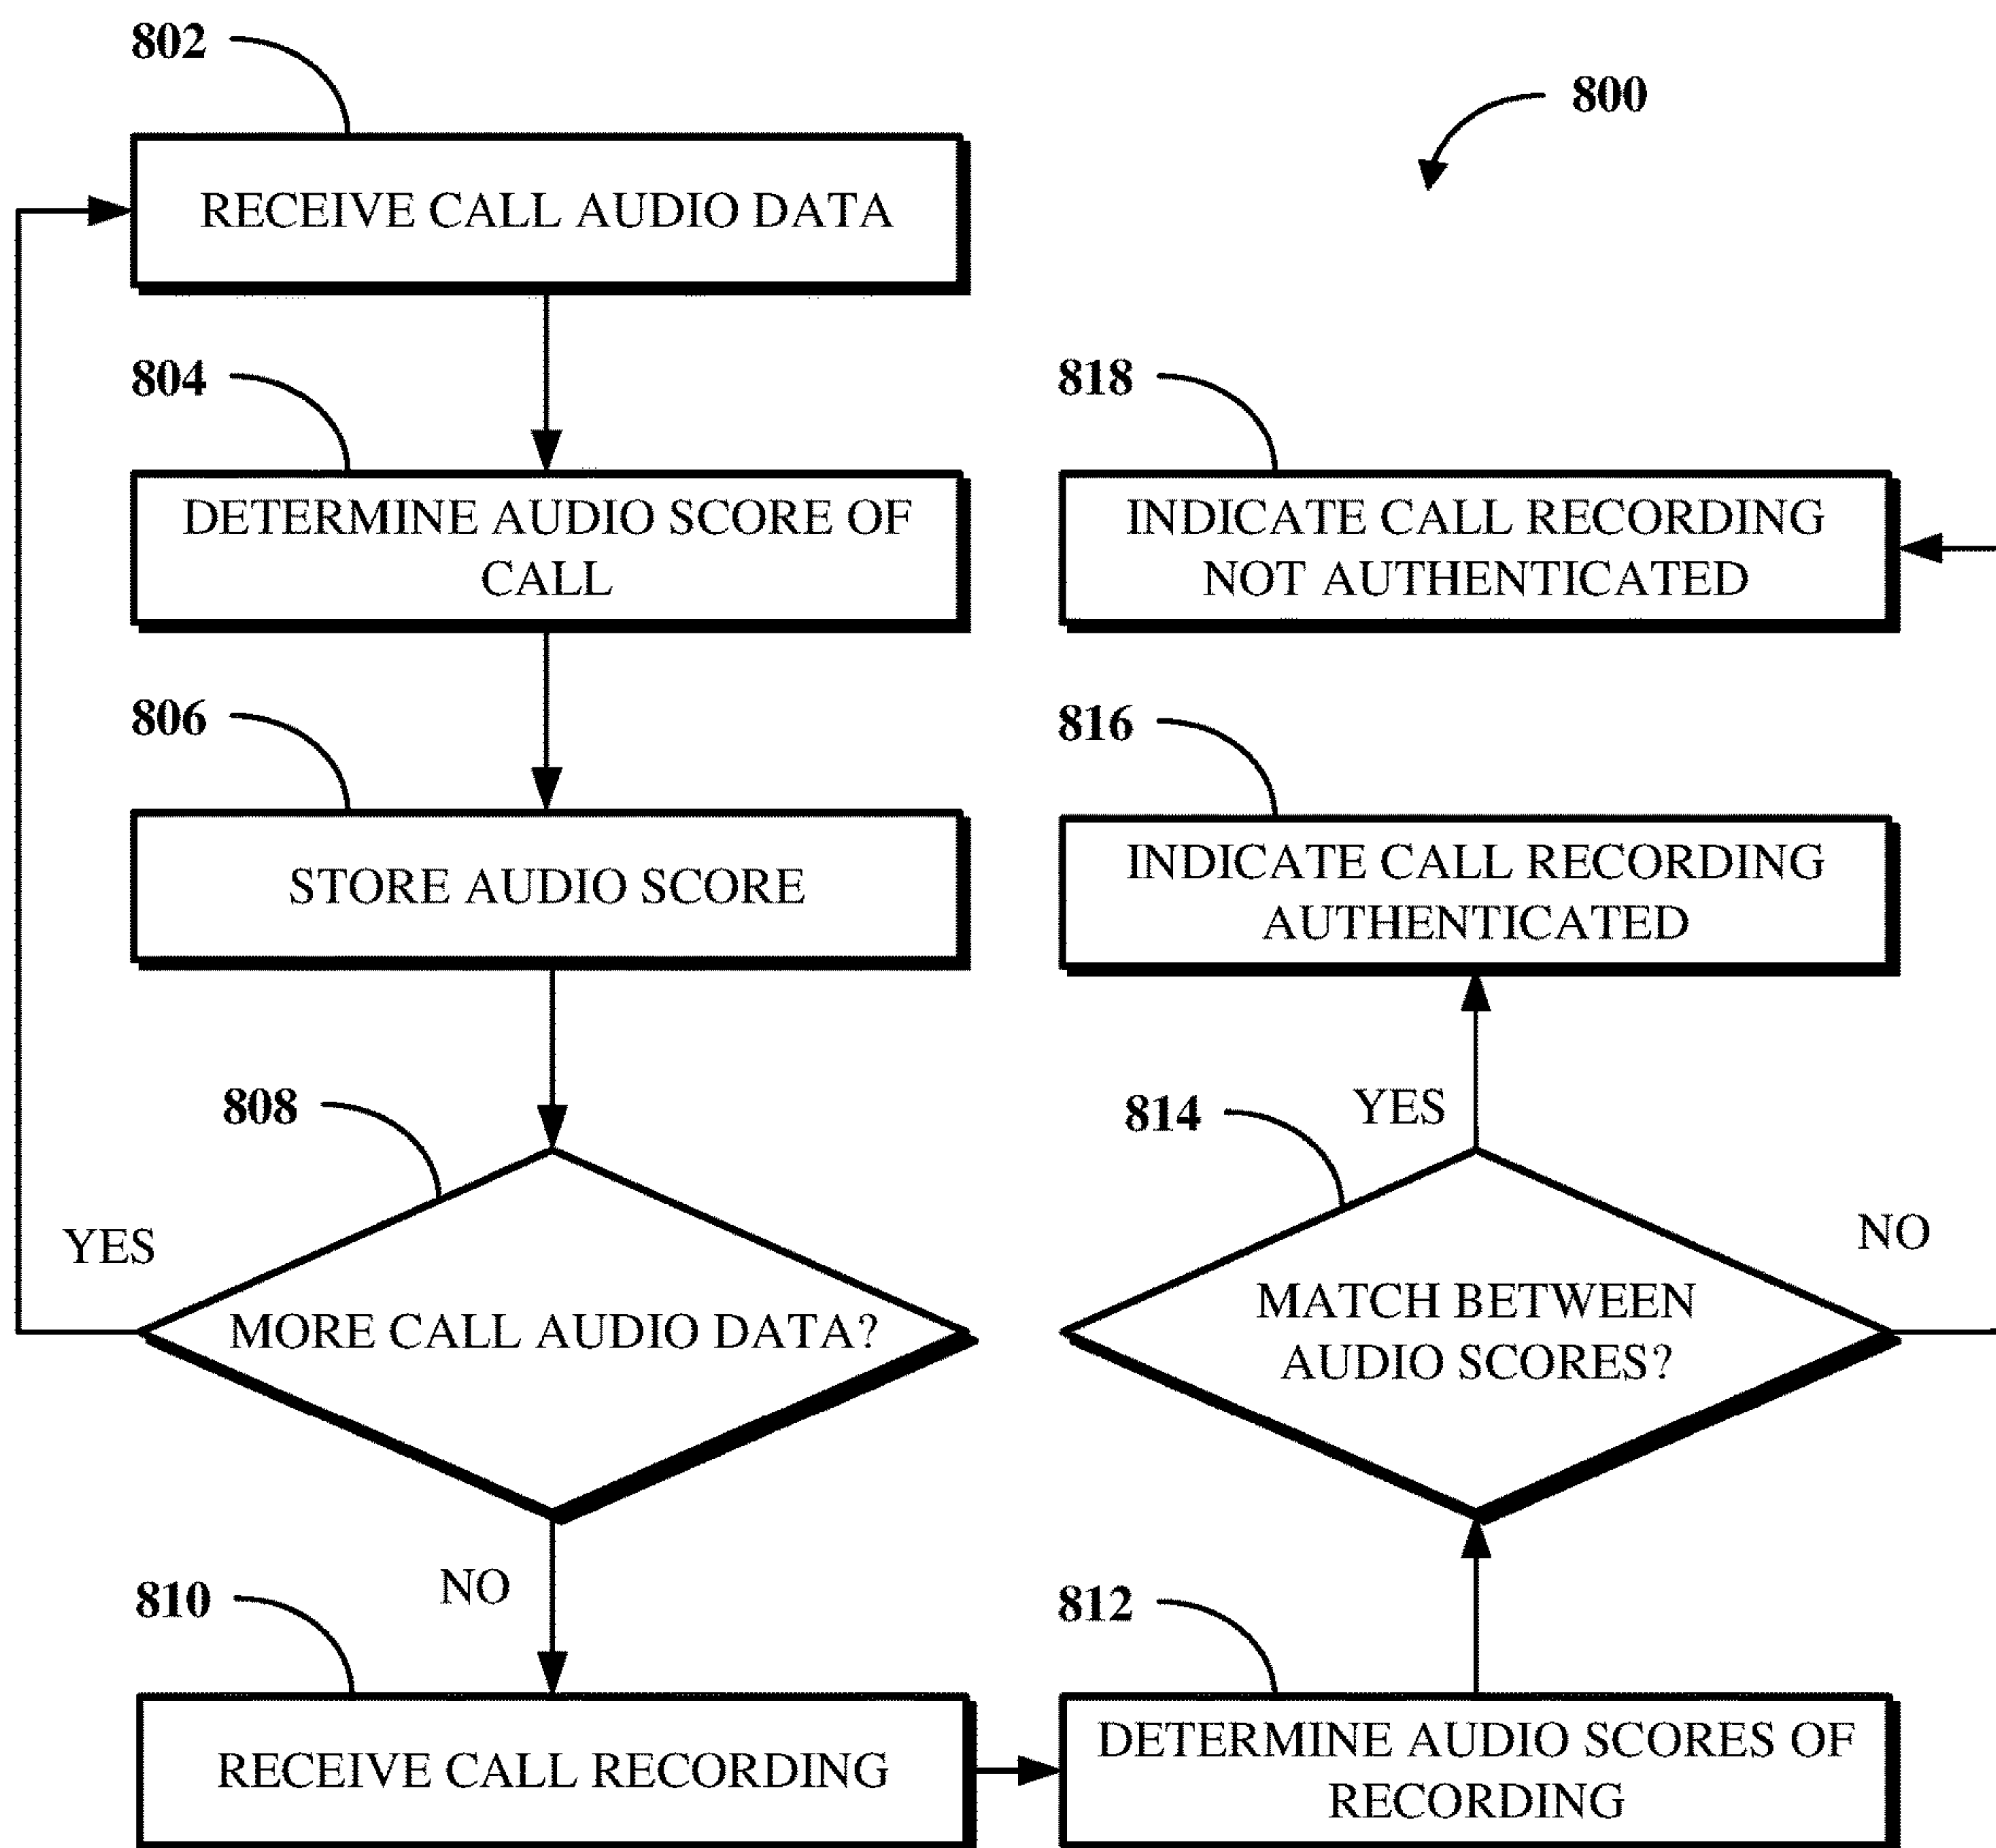 802
RECEIVE CALL AUDIO DATA
804
DETERMINE AUDIO SCORE OF
CALL
806
STORE AUDIO SCORE
808
YES
MORE CALL AUDIO DATA?
NO
810
RECEIVE CALL RECORDING
800
818
INDICATE CALL RECORDING
NOT AUTHENTICATED
816
INDICATE CALL RECORDING
AUTHENTICATED
YES
814
NO
MATCH BETWEEN
AUDIO SCORES?
812
DETERMINE AUDIO SCORES OF
RECORDING